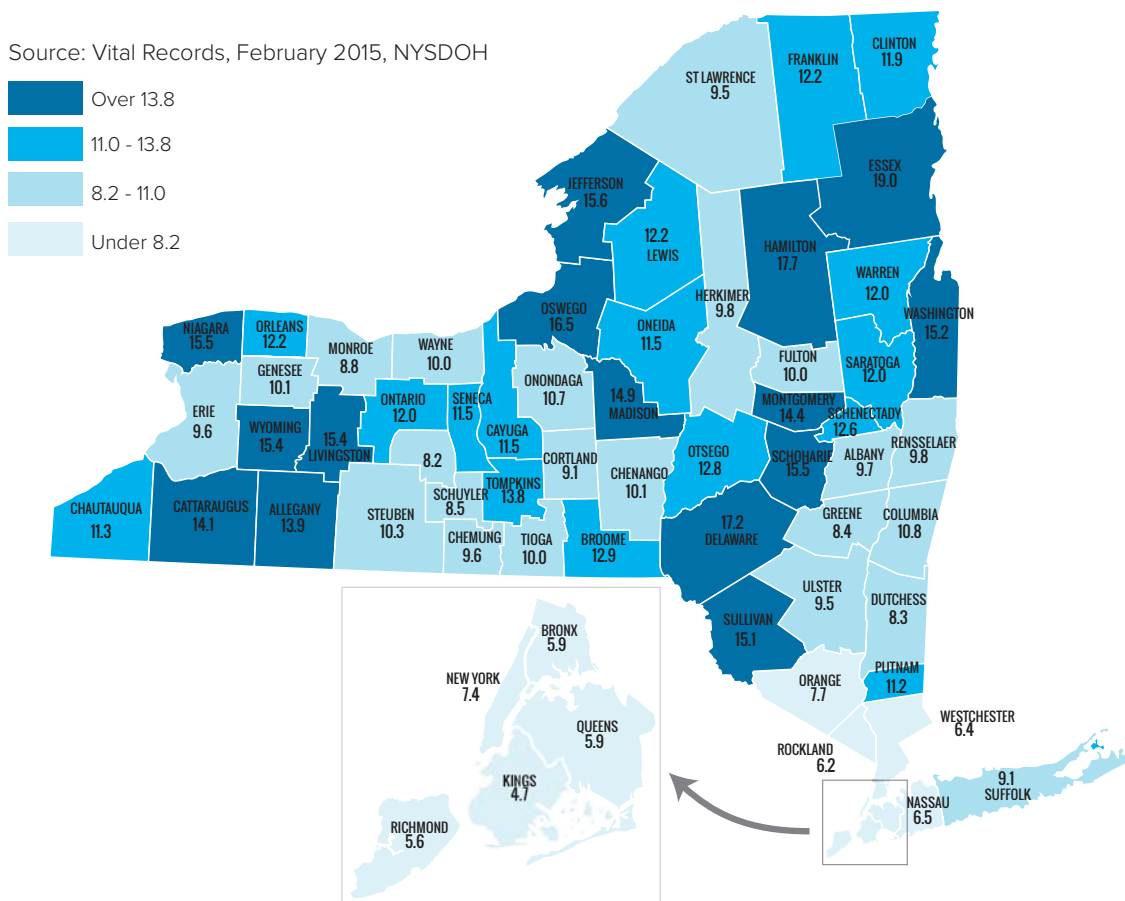 Source: Vital Records, February 2015, NYSDOH
Over 13.8
11.0 - 13.8
8.2 - 11.0
Under 8.2
CLINTON
11.9
FRANKLIN
12.2
ST LAWRENCE
9.5
ESSEX
19.0
JEFFERSON
15.6
12.2
LEWIS
HAMILTON
17.7
WARREN
12.0
HERKIMER
9.8
WASHINGTON
15.2
OSWEGO
16.5
ONEIDA
11.5
NIAGARA
15.5
ORLEANS
12.2
MONROE
8.8
WAYNE
10.0
FULTON
10.0
SARATOGA
12.0
GENESEE
10.1
ONONDAGA
10.7
14.9
MADISON
MONTGOMERY
14.4
SCHENECTADY
12.6
ERIE
9.6
WYOMING
15.4
15.4
LIVINGSTON
ONTARIO
12.0
SENECA
11.5
CAYUGA
11.5
OTSEGO
12.8
SCHOHARIE
15.5
ALBANY
9.7
RENSSELAER
9.8
8.2
CORTLAND
9.1
CHENANGO
10.1
CHAUTAUQUA
11.3
CATTARAUGUS
14.1
ALLEGANY
13.9
STEUBEN
10.3
SCHUYLER
8.5
TOMPKINS
13.8
CHEMUNG
9.6
TIOGA
10.0
BROOME
12.9
17.2
DELAWARE
GREENE
8.4
COLUMBIA
10.8
ULSTER
9.5
DUTCHESS
8.3
SULLIVAN
15.1
ORANGE
7.7
PUTNAM
11.2
WESTCHESTER
6.4
ROCKLAND
6.2
NASSAU
6.5
9.1
SUFFOLK
BRONX
5.9
NEW YORK
7.4
QUEENS
5.9
KINGS
4.7
RICHMOND
5.6